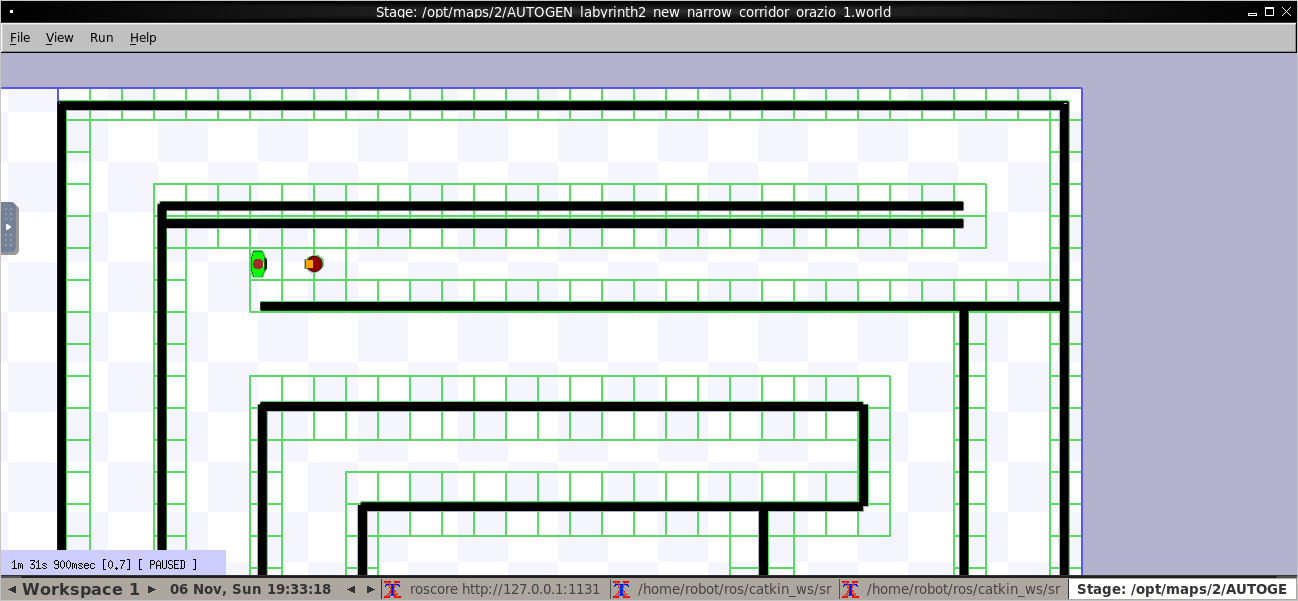 Stage: /opt/maps/2/AUTOGEN_labyrinth2_new_narrow_corridor_orazio_1.world
File View Run Help
1m 31s 900msec [0.7] [ PAUSED ]
Workspace 1 06 Nov, Sun 19:33:18 roscore http://127.0.0.1:1131 /home/robot/ros/catkin_ws/sr /home/robot/ros/catkin_ws/sr Stage: /opt/maps/2/AUTOGE